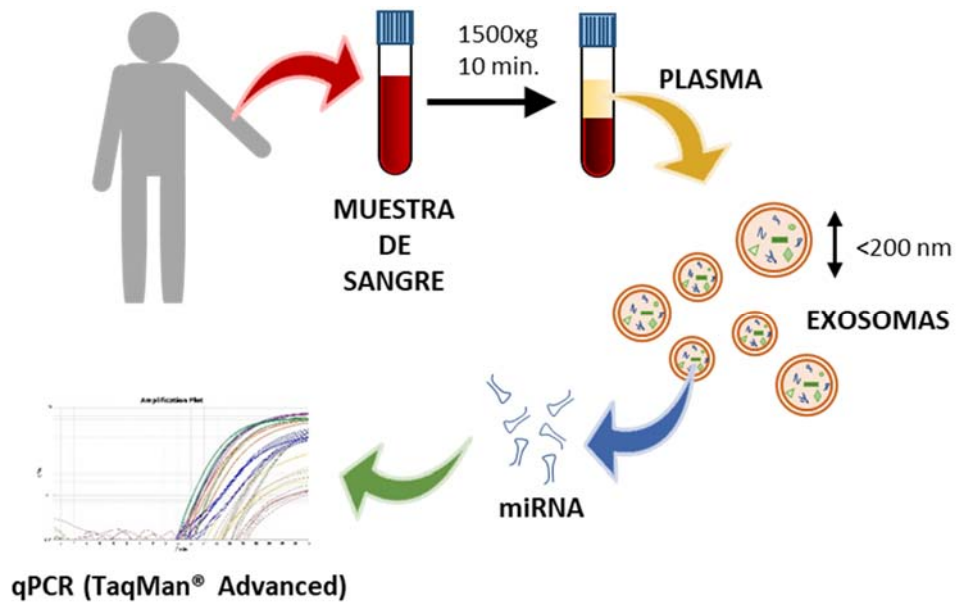 1500xg
10 min.
PLASMA
MUESTRA
DE
SANGRE
<200 nm
EXOSOMAS
Amplification Plot
miRNA
qPCR (TaqMan® Advanced)